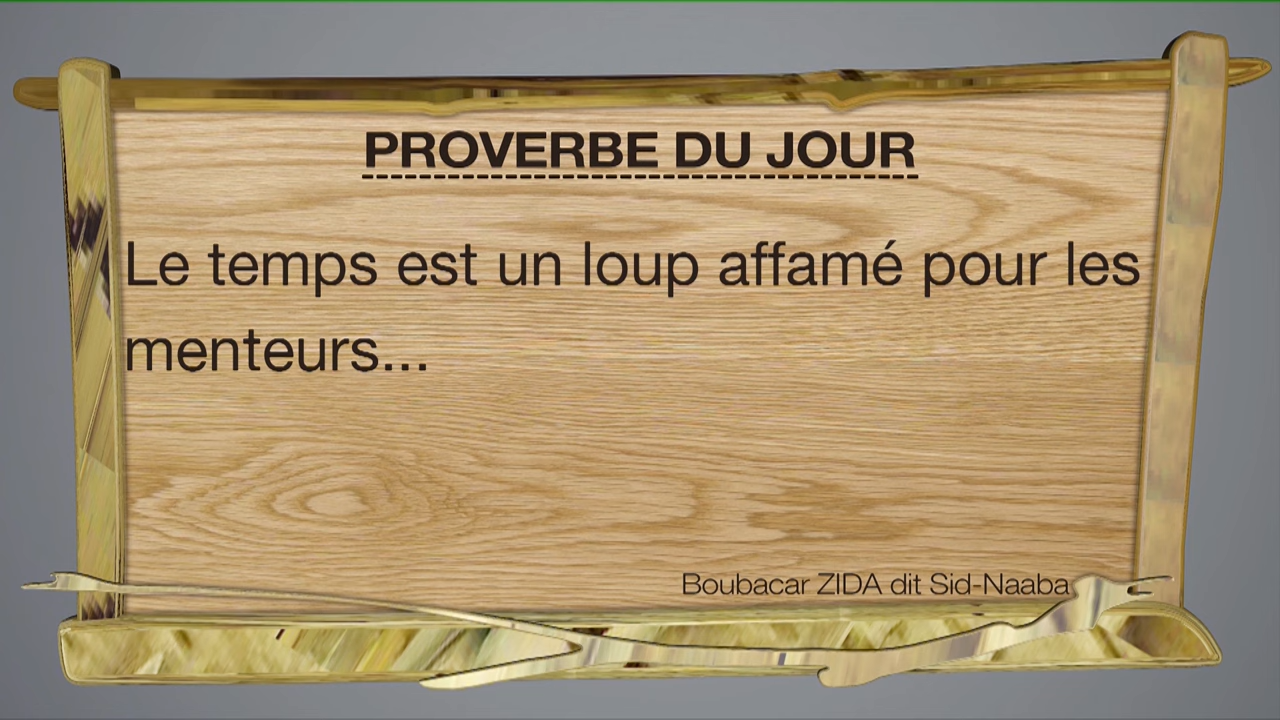 PROVERBE DU JOUR
Le temps est un loup affamé pour les
menteurs...
Boubacar ZIDA dit Sid-Naaba